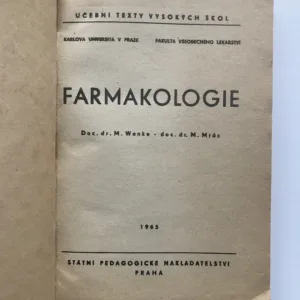 UČEBNÍ TEXTY VYSOKÝCH ŠKOL
KARLOVA UNIVERSITA V PRAZE FAKULTA VŠEOBECNÉHO LÉKAŘSTVÍ
FARMAKOLOGIE
Doc. dr. M. Wenke - doc. dr. M. Mráz
1965
STÁTNÍ PEDAGOGICKÉ NAKLADATELSTVÍ
PRAHA